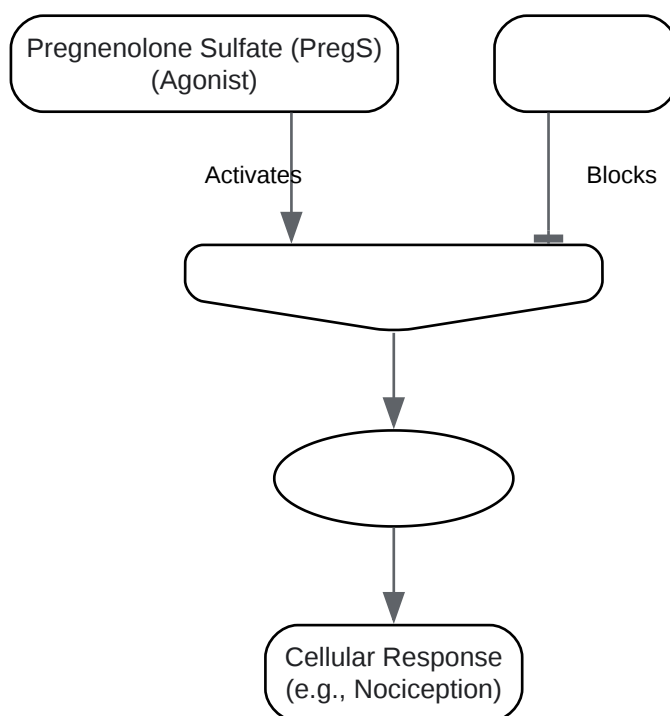 Pregnenolone Sulfate (PregS)
(Agonist)
Activates
Blocks
Cellular Response
(e.g., Nociception)